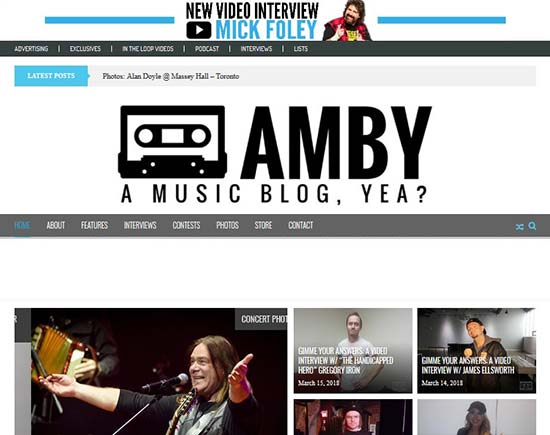 NEW VIDEO INTERVIEW
MICK FOLEY
ADVERTISING EXCLUSIVES IN THE LOOP VIDEOS PODCAST INTERVIEWS LISTS
LATEST POSTS Photos: Alan Doyle @ Massey Hall – Toronto
AMBY
A MUSIC BLOG, YEA?
HOME ABOUT FEATURES INTERVIEWS CONTESTS PHOTOS STORE CONTACT
R
CONCERT PHOT
GIMME YOUR ANSWERS: A VIDEO
INTERVIEW W/ "THE HANDICAPPED
HERO" GREGORY IRON
March 15, 2018
GIMME YOUR ANSWERS: A VIDEO
INTERVIEW W/ JAMES ELLSWORTH
March 14, 2018